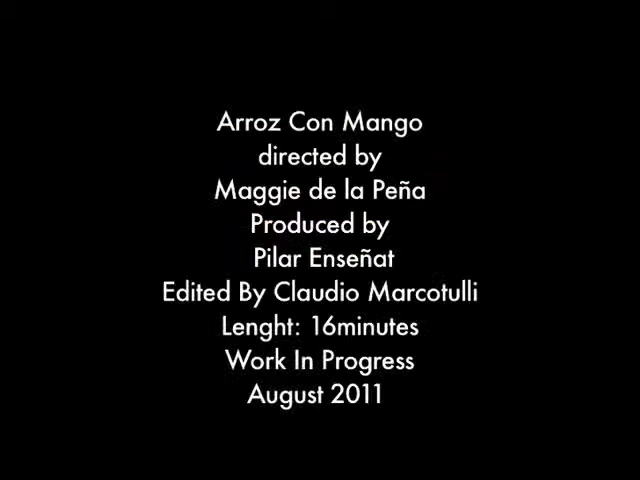 Arroz Con Mango
directed by
Maggie de la Peña
Produced by
Pilar Enseñat
Edited By Claudio Marcotulli
Lenght: 16minutes
Work In Progress
August 2011